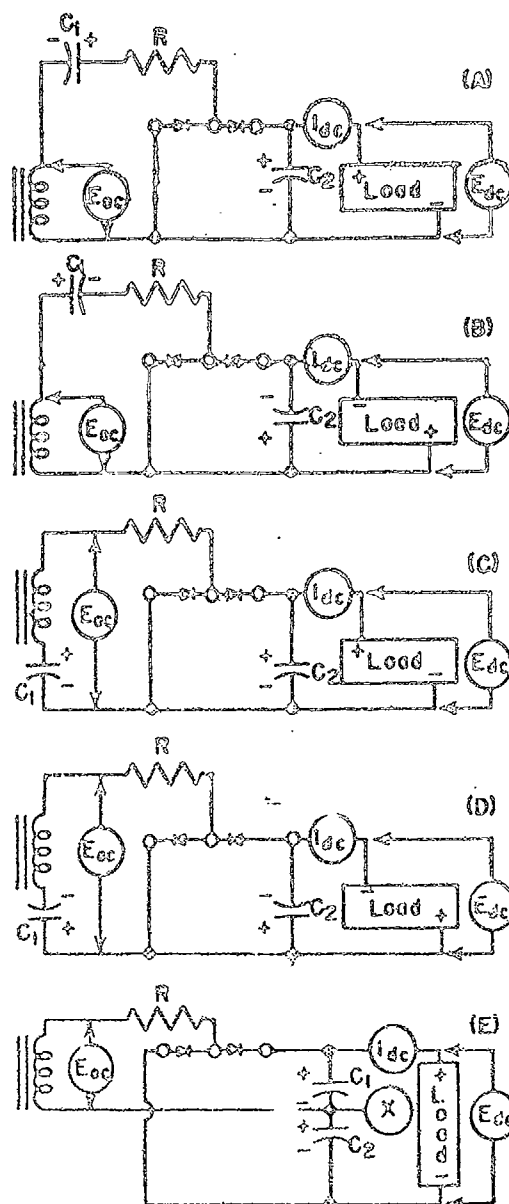 C1 R (A)
- +
Idc
+ C2 + Load - Edc
-
Eac
C1 R (B)
+ -
Idc
- C2 - Load + Edc
+
Eac
R (C)
Idc
Eac
+ C2 + Load - Edc
-
C1 + -
R (D)
Idc
Eac
- C2 - Load + Edc
+
C1 - +
R (E)
Idc
Eac
+ C1 + Load - Edc
-
X
+ C2
-